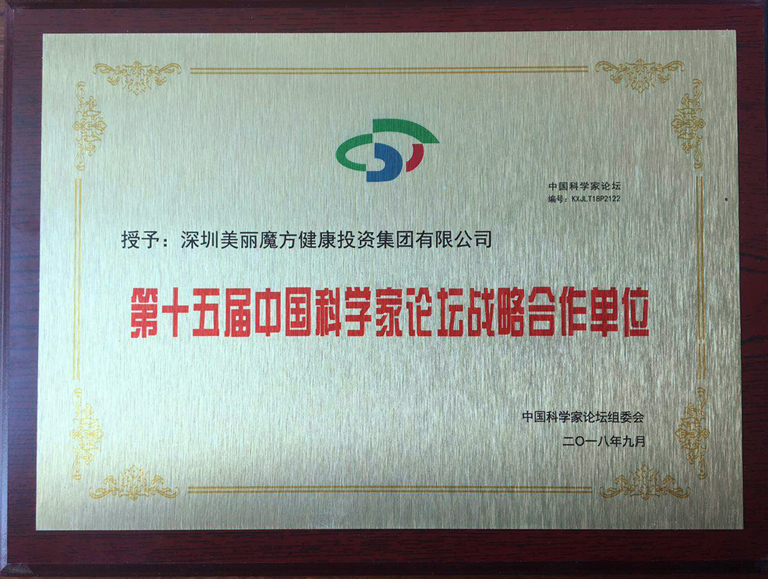 中国科学家论坛
编号：KXJLT18P2122
授予：深圳美丽魔方健康投资集团有限公司
第十五届中国科学家论坛战略合作单位
中国科学家论坛组委会
二〇一八年九月